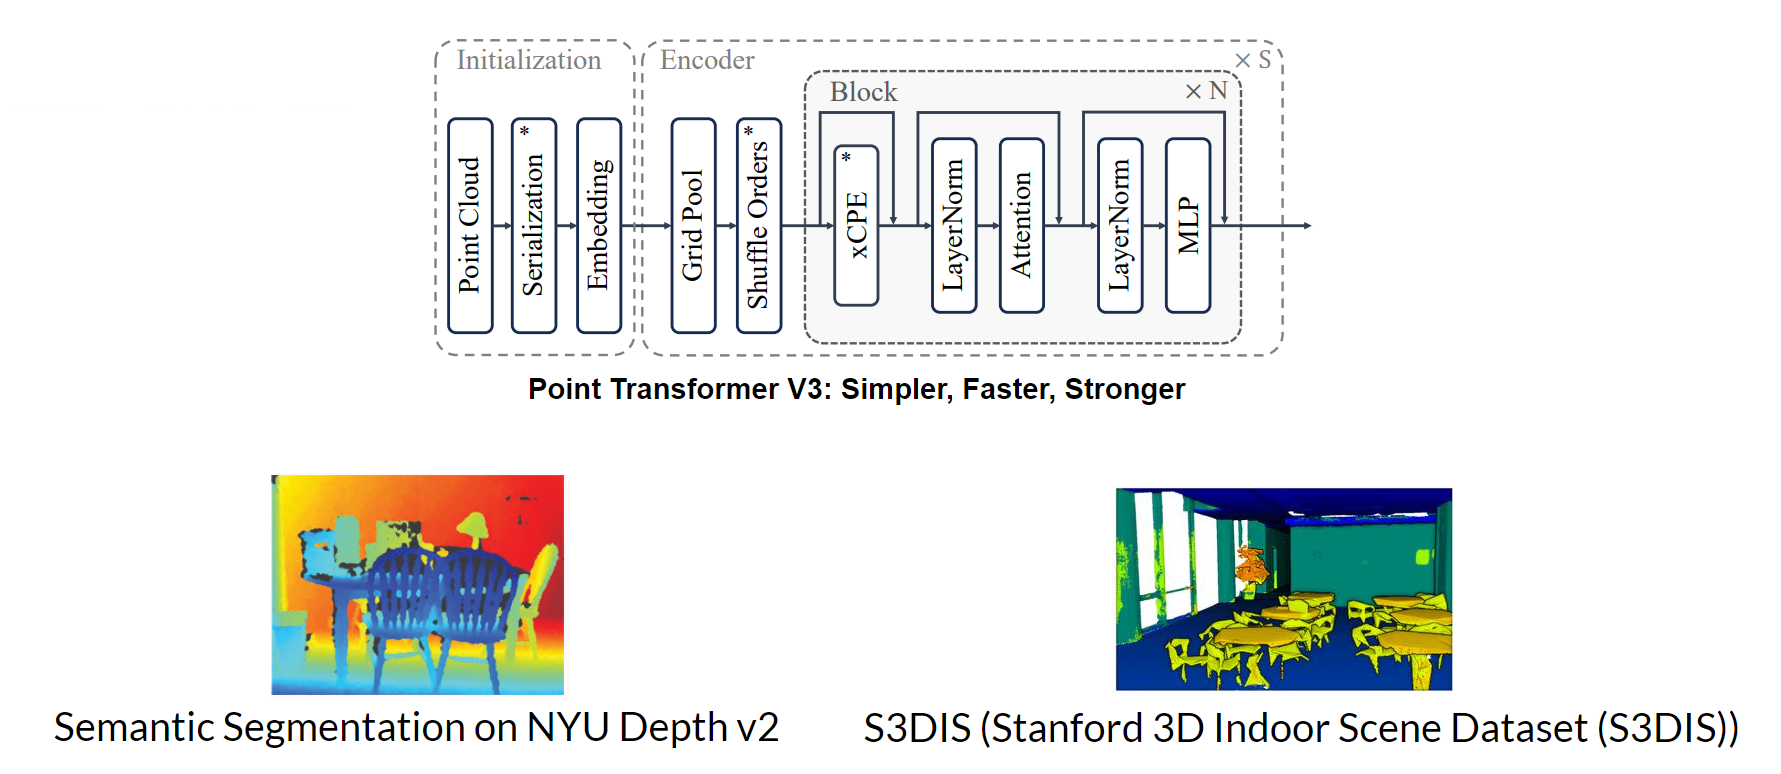 Initialization
Encoder
× S
Block
× N
Point Cloud
Serialization *
Embedding
Grid Pool
Shuffle Orders *
* xCPE
LayerNorm
Attention
LayerNorm
MLP
Point Transformer V3: Simpler, Faster, Stronger
Semantic Segmentation on NYU Depth v2
S3DIS (Stanford 3D Indoor Scene Dataset (S3DIS))